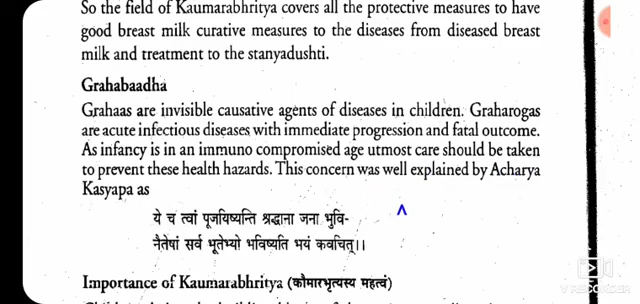 So the field of Kaumarabhritya covers all the protective measures to have
good breast milk curative measures to the diseases from diseased breast
milk and treatment to the stanyadushti.
Grahabaadha
Grahaas are invisible causative agents of diseases in children. Graharogas
are acute infectious diseases with immediate progression and fatal outcome.
As infancy is in an immuno compromised age utmost care should be taken
to prevent these health hazards. This concern was well explained by Acharya
Kasyapa as
ये च त्वां पूजयिष्यन्ति श्रद्धाना जना भुवि-
नैतेषां सर्व भूतेभ्यो भविष्यति भयं कवचित्।।
Importance of Kaumarabhritya (कौमारभृत्यस्य महत्वं)
V RECORDER